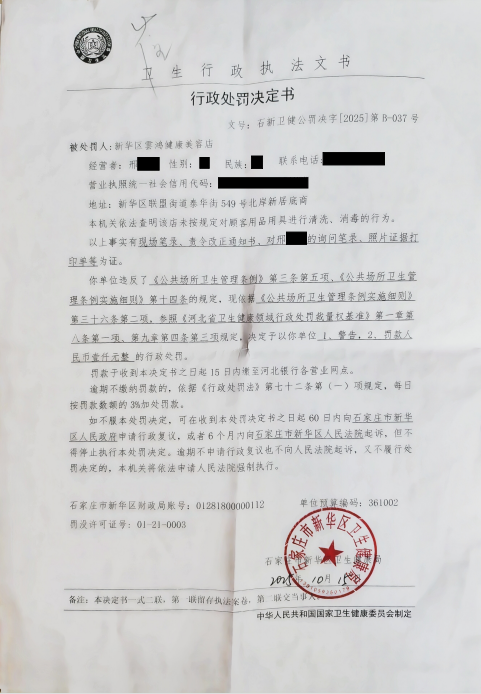 卫生行政执法文书
行政处罚决定书
文号：石新卫健公罚决字[2025]第 B-037 号
被处罚人:新华区雲鸿健康美容店
经营者：邢 性别： 民族： 联系电话：
营业执照统一社会信用代码：
地址：新华区联盟街道泰华街 549 号北岸新居底商
本机关依法查明该店未按规定对顾客用品用具进行清洗、消毒的行为。
以上事实有现场笔录、责令改正通知书、对邢 的询问笔录、照片证据打
印单等为证。
你单位违反了《公共场所卫生管理条例》第三条第五项、《公共场所卫生管
理条例实施细则》第十四条的规定，现依据《公共场所卫生管理条例实施细则》
第三十六条第二项、参照《河北省卫生健康领域行政处罚裁量权基准》第一章第
八条第一项、第九章第四条第三项规定，决定予以你单位 1、警告，2、罚款人
民币壹仟元整 的行政处罚。
罚款于收到本决定书之日起 15 日内缴至河北银行各营业网点。
逾期不缴纳罚款的，依据《行政处罚法》第七十二条第（一）项规定，每日
按罚款数额的 3%加处罚款。
如不服本处罚决定，可在收到本处罚决定书之日起 60 日内向石家庄市新华
区人民政府申请行政复议，或者 6 个月内向石家庄市新华区人民法院起诉，但不
得停止执行本处罚决定。逾期不申请行政复议也不向人民法院起诉，又不履行处
罚决定的，本机关将依法申请人民法院强制执行。
石家庄市新华区财政局账号：01281800000112 单位预算编码：361002
罚没许可证号：01-21-0003
石家庄市新华区卫生健康局
2025年 10月 15日
备注：本决定书一式二联，第一联留存执法案卷，第二联交当事人。
中华人民共和国国家卫生健康委员会制定